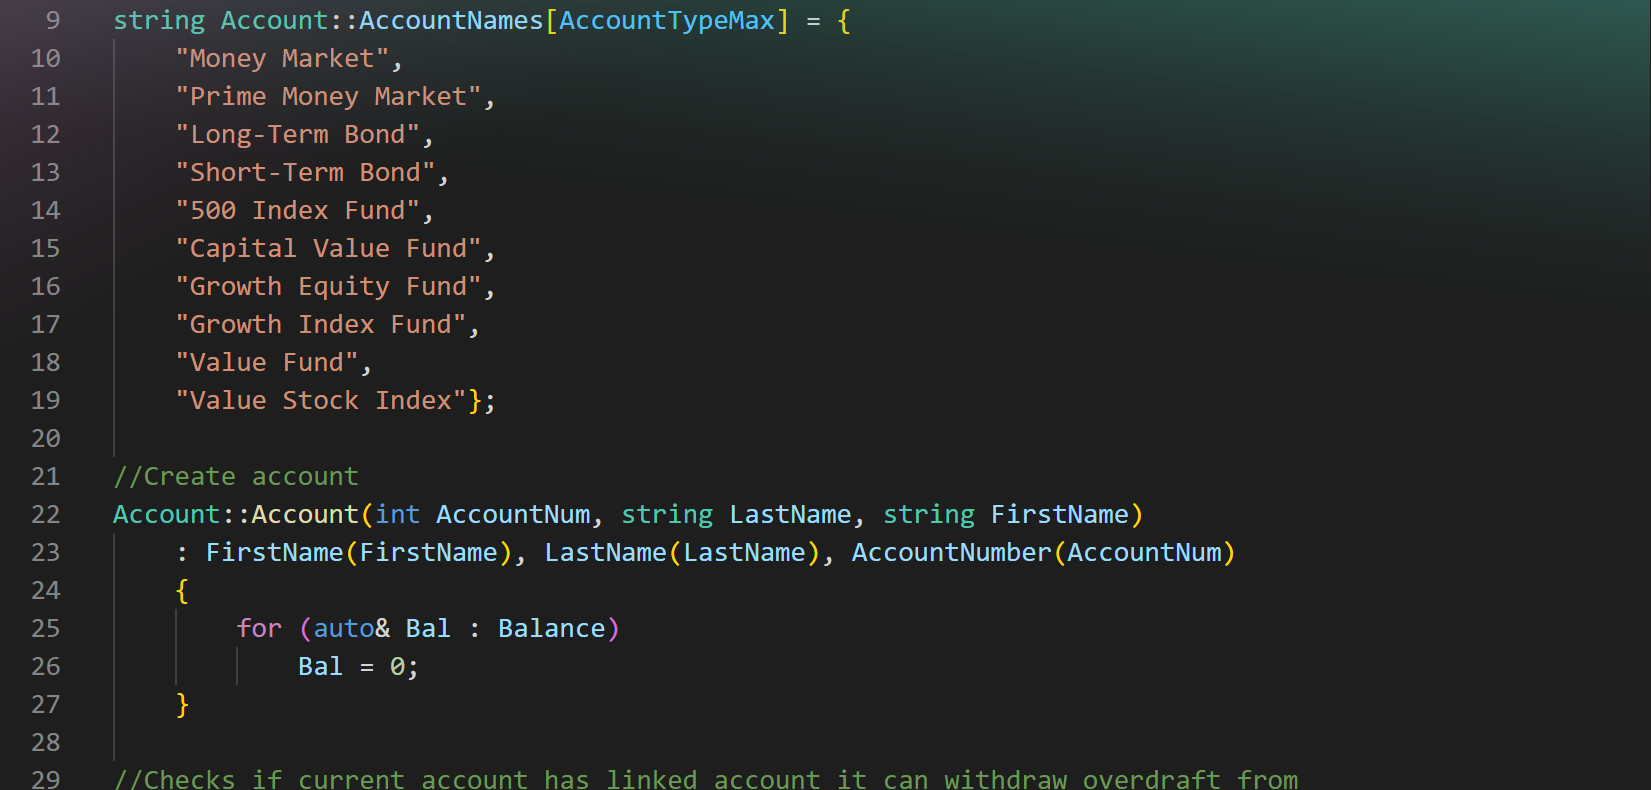 9 string Account::AccountNames[AccountTypeMax] = {
10 "Money Market",
11 "Prime Money Market",
12 "Long-Term Bond",
13 "Short-Term Bond",
14 "500 Index Fund",
15 "Capital Value Fund",
16 "Growth Equity Fund",
17 "Growth Index Fund",
18 "Value Fund",
19 "Value Stock Index"};
20
21 //Create account
22 Account::Account(int AccountNum, string LastName, string FirstName)
23 : FirstName(FirstName), LastName(LastName), AccountNumber(AccountNum)
24 {
25 for (auto& Bal : Balance)
26 Bal = 0;
27 }
28
29 //Checks if current account has linked account it can withdraw overdraft from